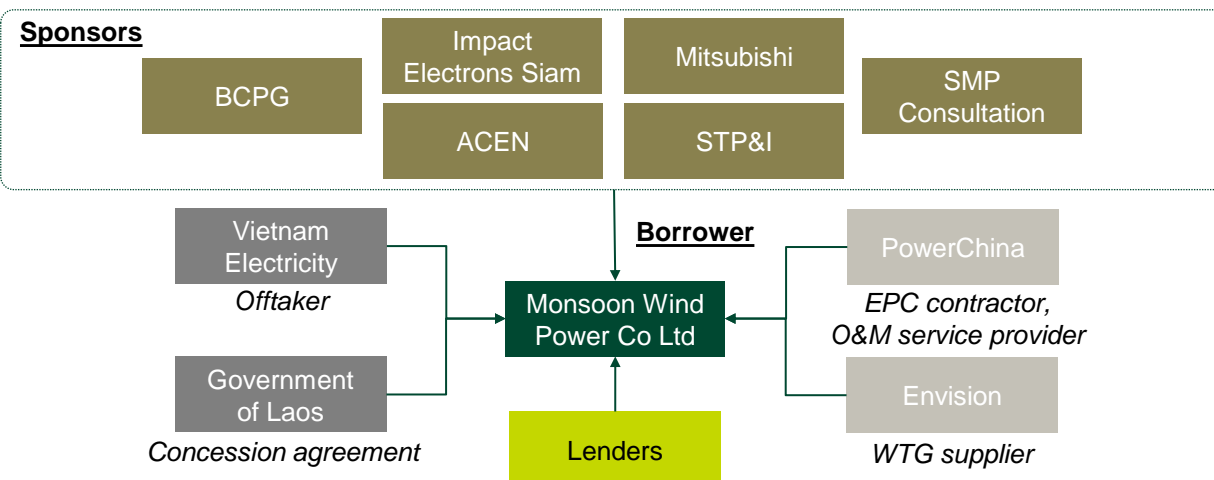 Sponsors
BCPG
Impact
Electrons Siam
Mitsubishi
SMP
Consultation
ACEN
STP&I
Borrower
Vietnam
Electricity
Offtaker
Monsoon Wind
Power Co Ltd
PowerChina
EPC contractor,
O&M service provider
Government
of Laos
Concession agreement
Lenders
Envision
WTG supplier